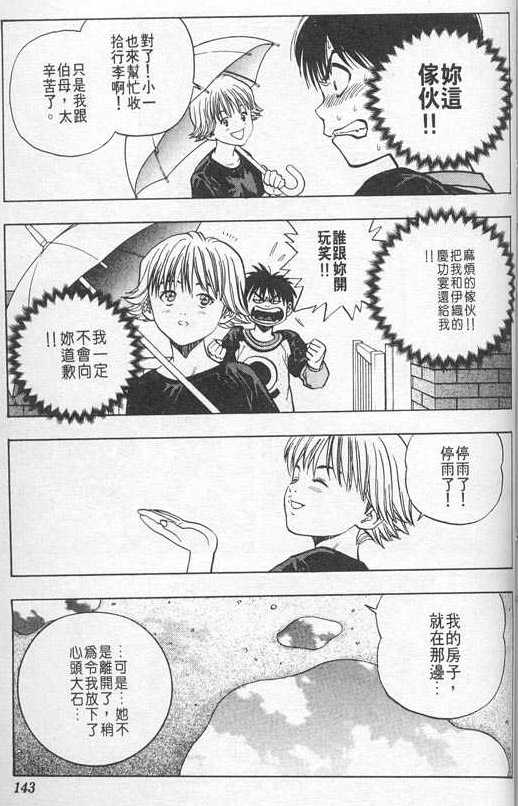 妳這
傢伙!!
對了!小一
也來幫忙收
拾行李啊!
只是我跟
伯母,太
辛苦了。
麻煩的傢伙!!
把我和伊織的
慶功宴還給我
!!
誰跟妳開
玩笑!!
我一定
不會向
妳道歉
!!
停雨了!
停雨了!
我的房子,
就在那邊…
…可是…她不
是離開了,稍
為令我放下了
心頭大石…
143